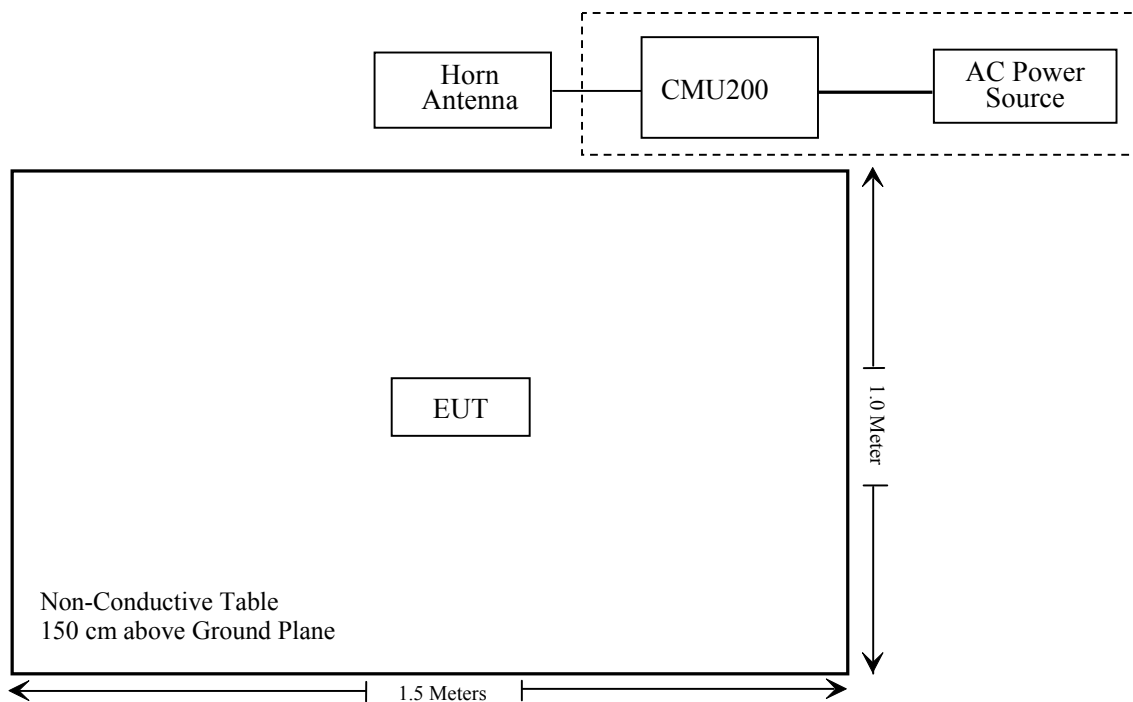 Horn
Antenna
CMU200
AC Power
Source
EUT
1.0 Meter
Non-Conductive Table
150 cm above Ground Plane
1.5 Meters